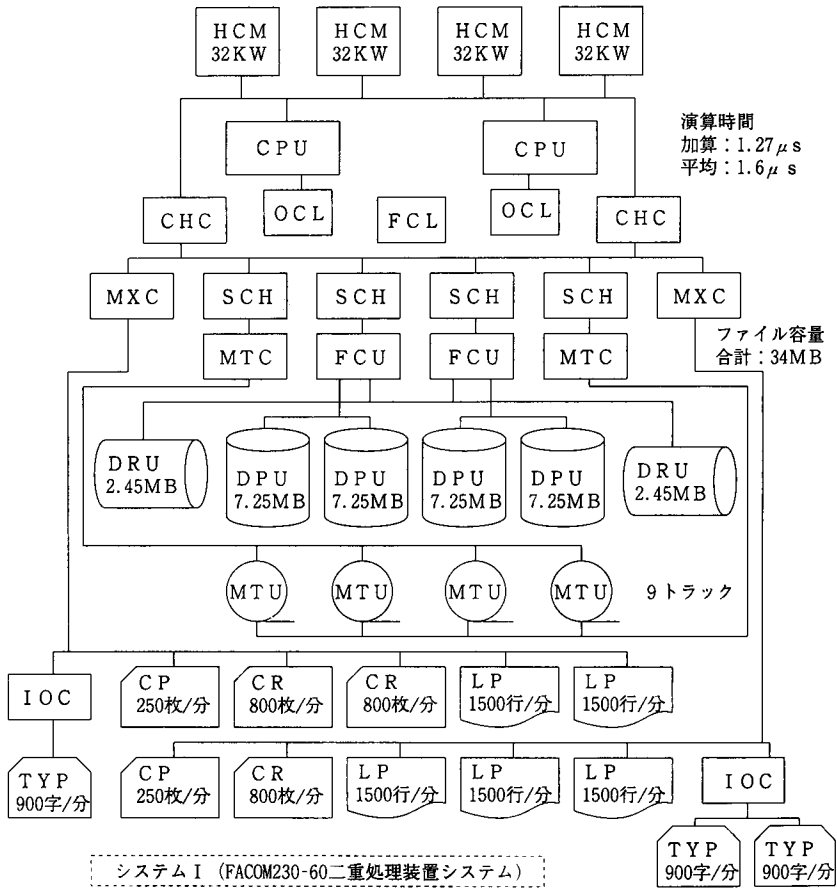 HCM
32KW
HCM
32KW
HCM
32KW
HCM
32KW
演算時間
加算：1.27μs
平均：1.6μs
CPU
CPU
OCL
FCL
OCL
CHC
CHC
MXC
SCH
SCH
SCH
SCH
MXC
ファイル容量
合計：34MB
MTC
FCU
FCU
MTC
DRU
2.45MB
DPU
7.25MB
DPU
7.25MB
DPU
7.25MB
DPU
7.25MB
DRU
2.45MB
MTU
MTU
MTU
MTU
9トラック
IOC
CP
250枚/分
CR
800枚/分
CR
800枚/分
LP
1500行/分
LP
1500行/分
TYP
900字/分
CP
250枚/分
CR
800枚/分
LP
1500行/分
LP
1500行/分
LP
1500行/分
IOC
TYP
900字/分
TYP
900字/分
システムⅠ (FACOM230-60二重処理装置システム)